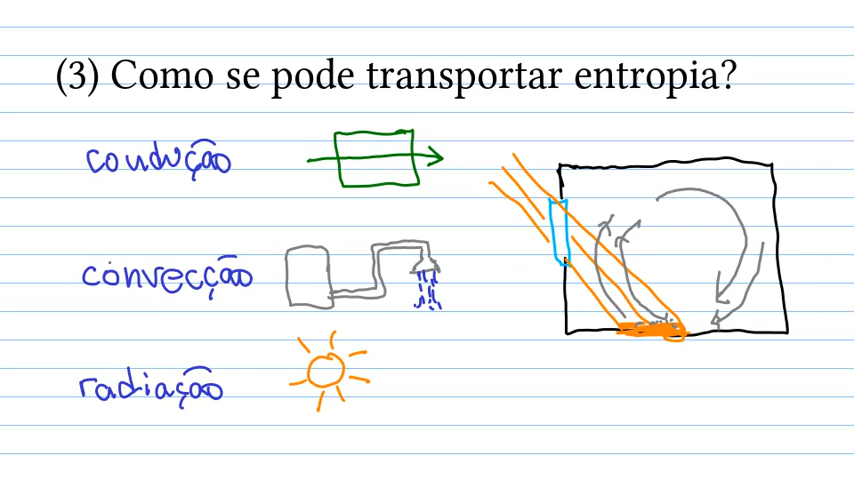 (3) Como se pode transportar entropia?
condução
convecção
radiação